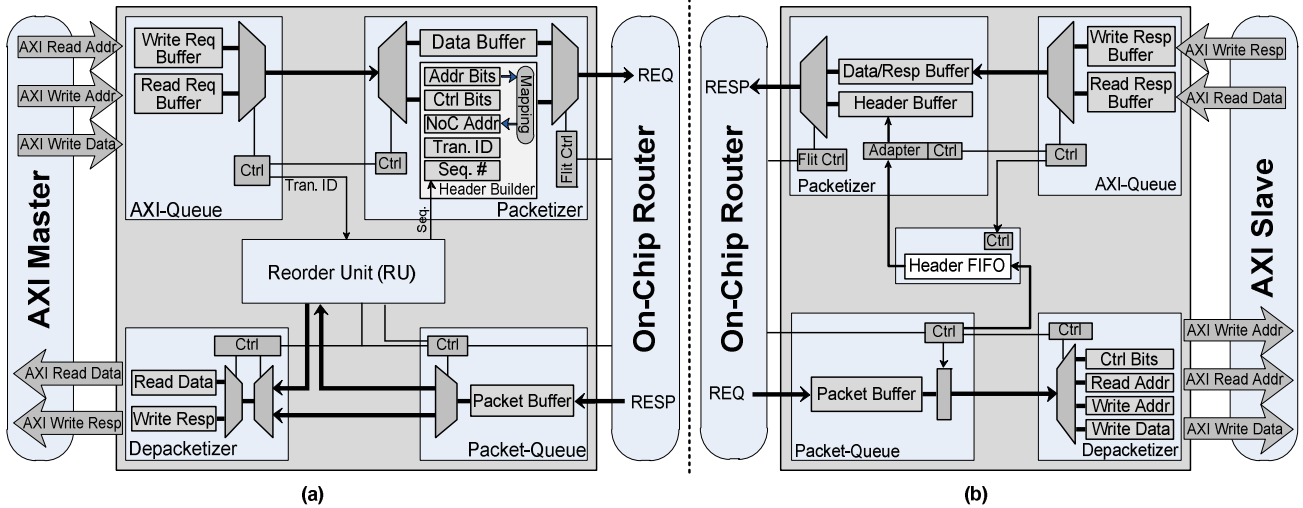 AXI Master
AXI Read Addr
AXI Write Addr
AXI Write Data
AXI Read Data
AXI Write Resp
Write Req
Buffer
Read Req
Buffer
Ctrl
AXI-Queue
Tran. ID
Ctrl
Data Buffer
Addr Bits
Ctrl Bits
NoC Addr
Tran. ID
Seq. #
Mapping
Header Builder
Flit Ctrl
Packetizer
Seq.
REQ
Reorder Unit (RU)
Ctrl
Read Data
Write Resp
Depacketizer
Ctrl
Packet Buffer
Packet-Queue
RESP
On-Chip Router
(a)
On-Chip Router
RESP
REQ
Data/Resp Buffer
Header Buffer
Adapter
Ctrl
Flit Ctrl
Packetizer
Write Resp
Buffer
Read Resp
Buffer
Ctrl
AXI-Queue
Ctrl
Header FIFO
Ctrl
Packet Buffer
Packet-Queue
Ctrl
Ctrl Bits
Read Addr
Write Addr
Write Data
Depacketizer
AXI Write Resp
AXI Read Data
AXI Write Addr
AXI Read Addr
AXI Write Data
AXI Slave
(b)